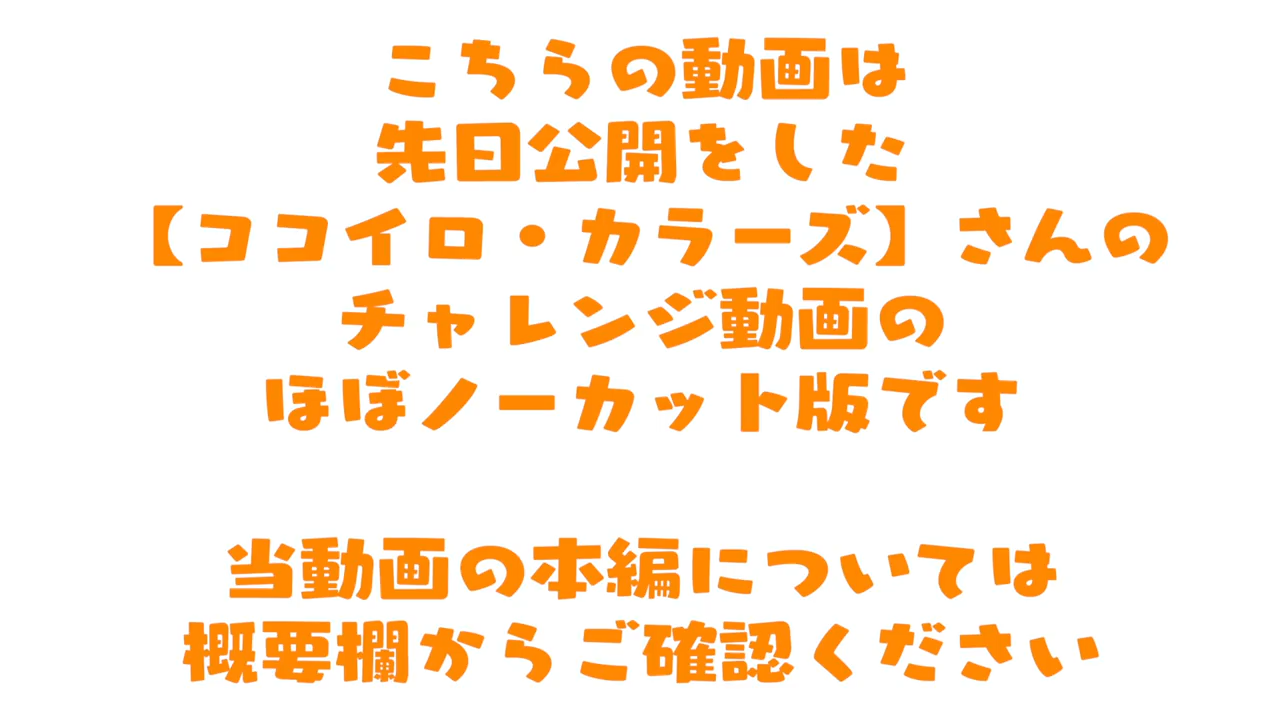 こちらの動画は
先日公開をした
【ココイロ・カラーズ】さんの
チャレンジ動画の
ほぼノーカット版です
当動画の本編については
概要欄からご確認ください